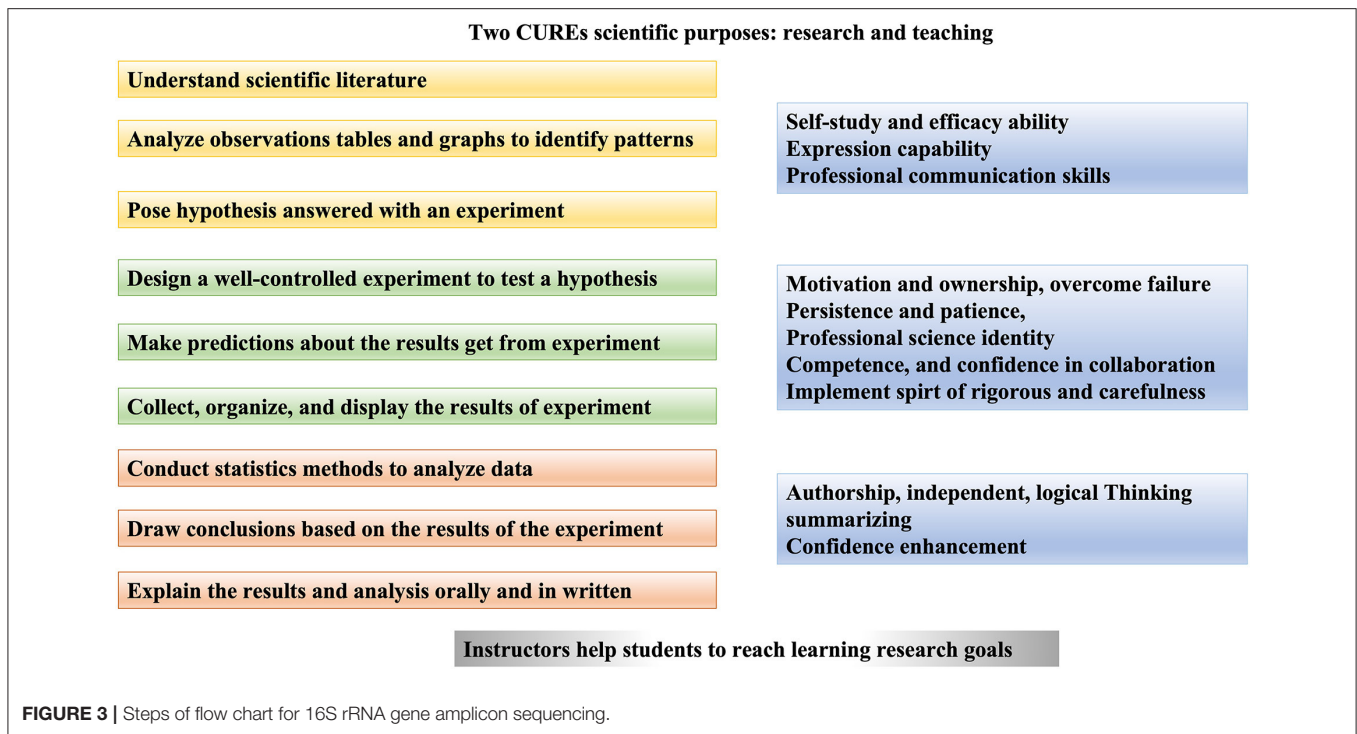 Two CUREs scientific purposes: research and teaching
Understand scientific literature
Analyze observations tables and graphs to identify patterns
Pose hypothesis answered with an experiment
Design a well-controlled experiment to test a hypothesis
Make predictions about the results get from experiment
Collect, organize, and display the results of experiment
Conduct statistics methods to analyze data
Draw conclusions based on the results of the experiment
Explain the results and analysis orally and in written
Self-study and efficacy ability
Expression capability
Professional communication skills
Motivation and ownership, overcome failure
Persistence and patience,
Professional science identity
Competence, and confidence in collaboration
Implement spirt of rigorous and carefulness
Authorship, independent, logical Thinking
summarizing
Confidence enhancement
Instructors help students to reach learning research goals
FIGURE 3 | Steps of flow chart for 16S rRNA gene amplicon sequencing.